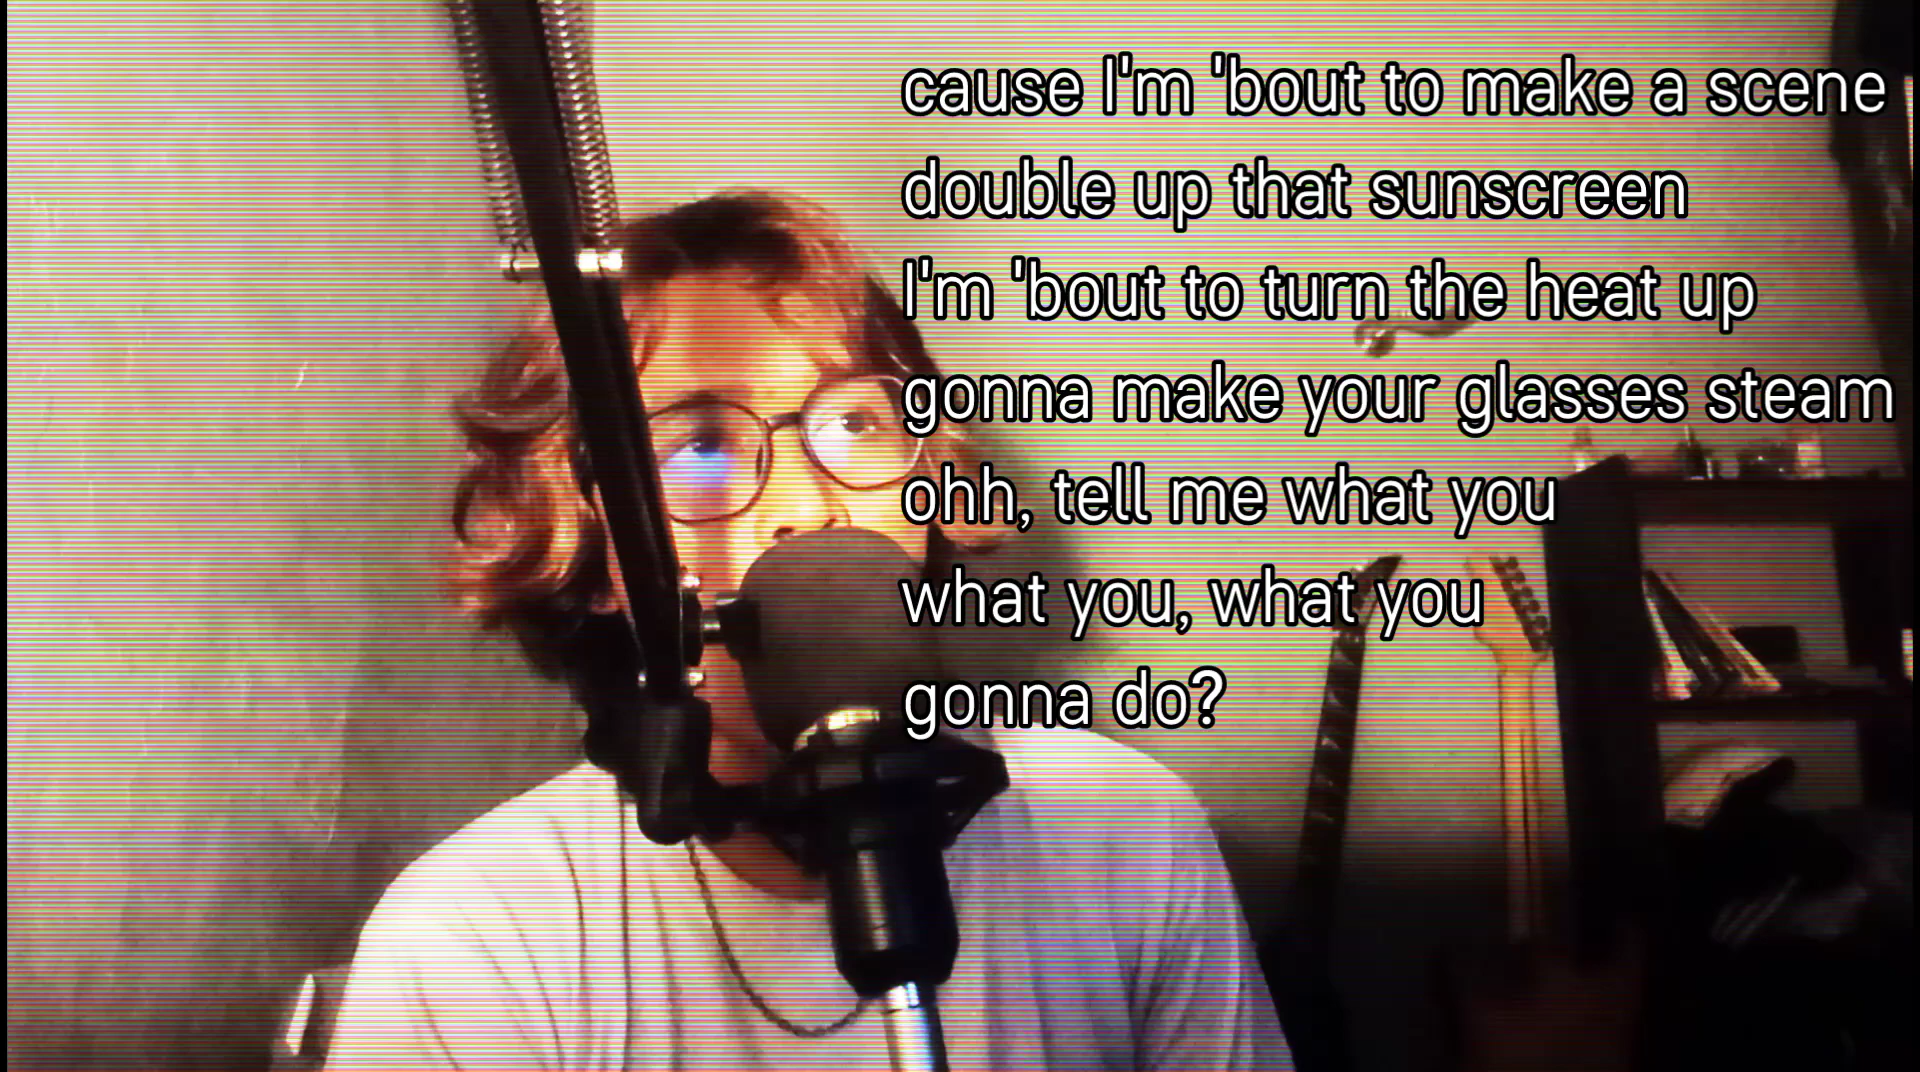 cause I'm 'bout to make a scene
double up that sunscreen
I'm 'bout to turn the heat up
gonna make your glasses steam
ohh, tell me what you
what you, what you
gonna do?